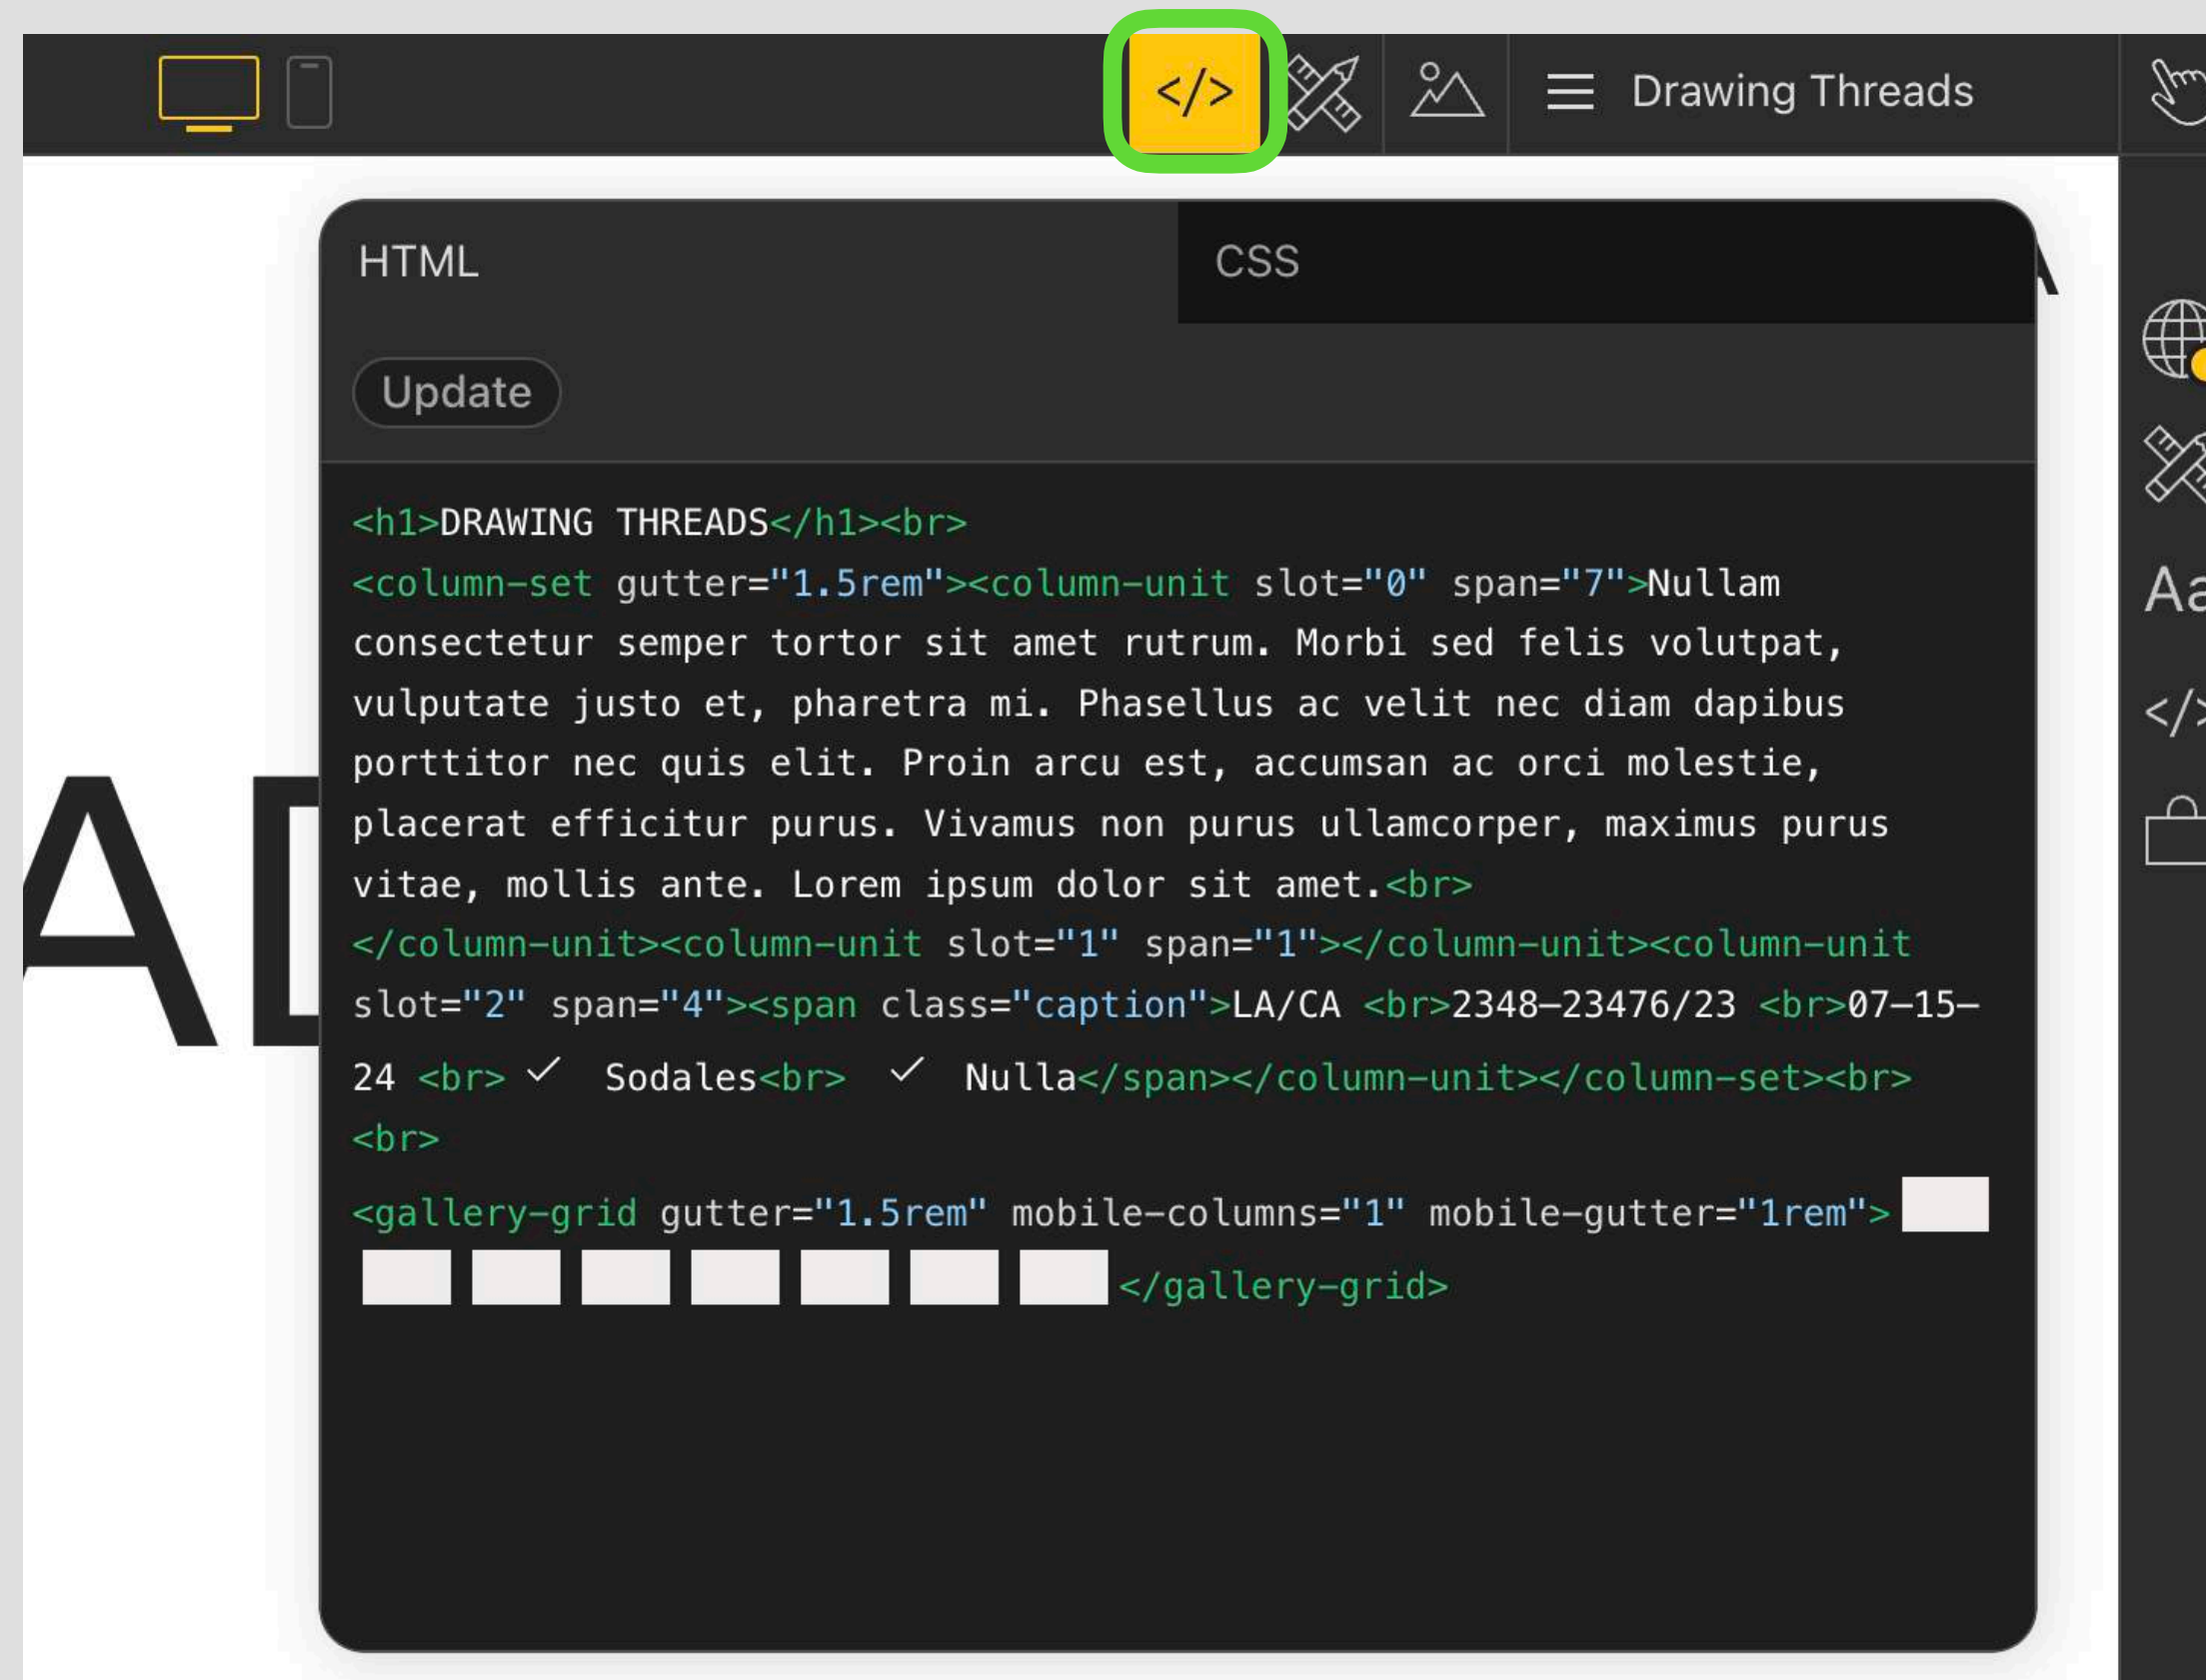 </> Drawing Threads
HTML CSS
Update
<h1>DRAWING THREADS</h1><br>
<column-set gutter="1.5rem"><column-unit slot="0" span="7">Nullam
consectetur semper tortor sit amet rutrum. Morbi sed felis volutpat,
vulputate justo et, pharetra mi. Phasellus ac velit nec diam dapibus
porttitor nec quis elit. Proin arcu est, accumsan ac orci molestie,
placerat efficitur purus. Vivamus non purus ullamcorper, maximus purus
vitae, mollis ante. Lorem ipsum dolor sit amet.<br>
</column-unit><column-unit slot="1" span="1"></column-unit><column-unit
slot="2" span="4"><span class="caption">LA/CA <br>2348–23476/23 <br>07–15–
24 <br> ✓ Sodales<br> ✓ Nulla</span></column-unit></column-set><br>
<br>
<gallery-grid gutter="1.5rem" mobile-columns="1" mobile-gutter="1rem">
</gallery-grid>
Aa
</>